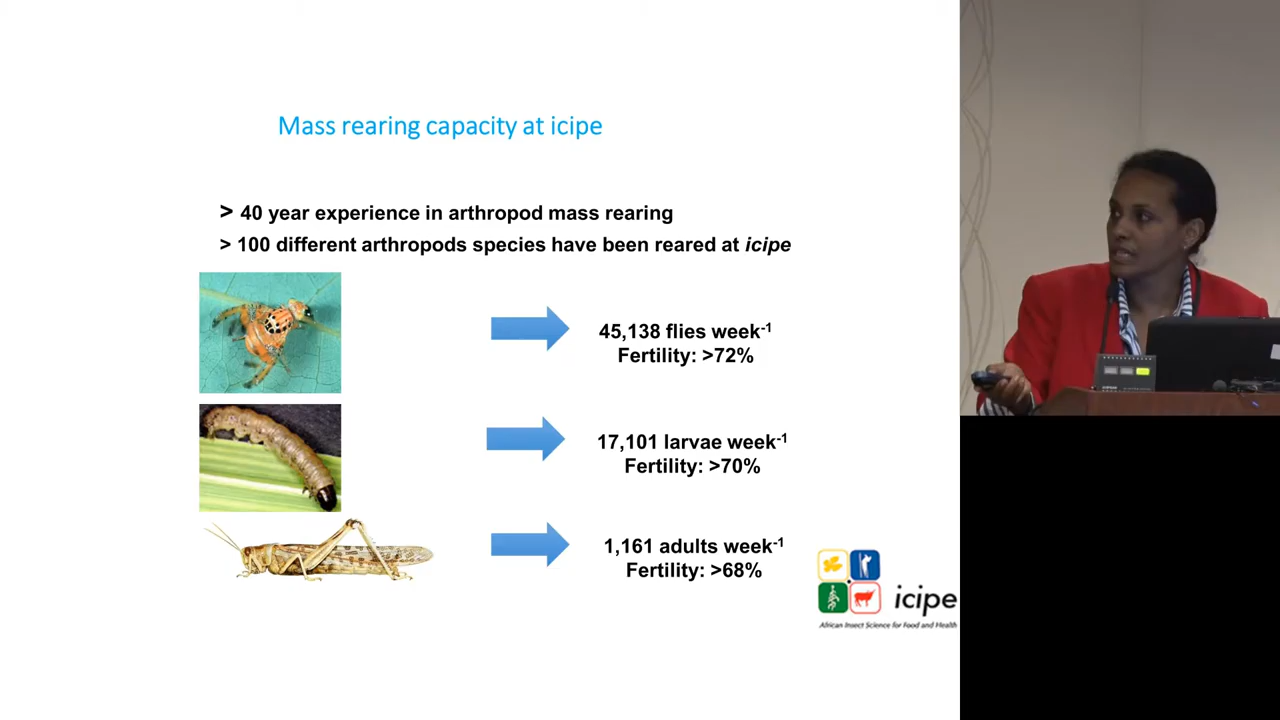 Mass rearing capacity at icipe
> 40 year experience in arthropod mass rearing
> 100 different arthropods species have been reared at icipe
45,138 flies week-1
Fertility: >72%
17,101 larvae week-1
Fertility: >70%
1,161 adults week-1
Fertility: >68%
icipe
African Insect Science for Food and Health